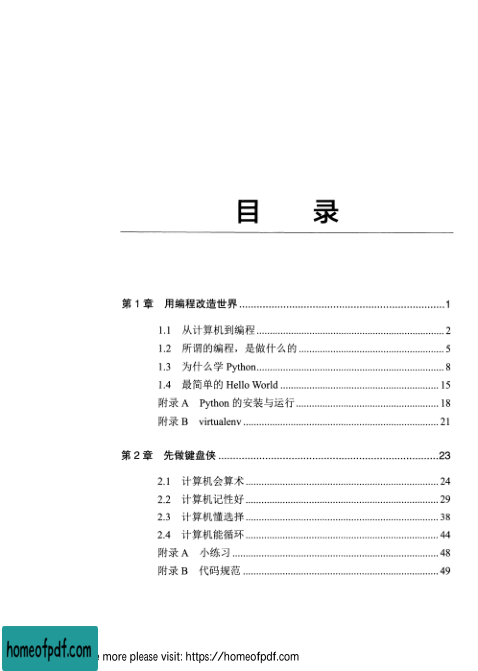 目 录
第 1 章 用编程改造世界 ........ 1
1.1 从计算机到编程 ........ 2
1.2 所谓的编程，是做什么的 ........ 5
1.3 为什么学 Python ........ 8
1.4 最简单的 Hello World ........ 15
附录 A Python 的安装与运行 ........ 18
附录 B virtualenv ........ 21
第 2 章 先做键盘侠 ........ 23
2.1 计算机会算术 ........ 24
2.2 计算机记性好 ........ 29
2.3 计算机懂选择 ........ 38
2.4 计算机能循环 ........ 44
附录 A 小练习 ........ 48
附录 B 代码规范 ........ 49
homeofpdf.com
more please visit: https://homeofpdf.com